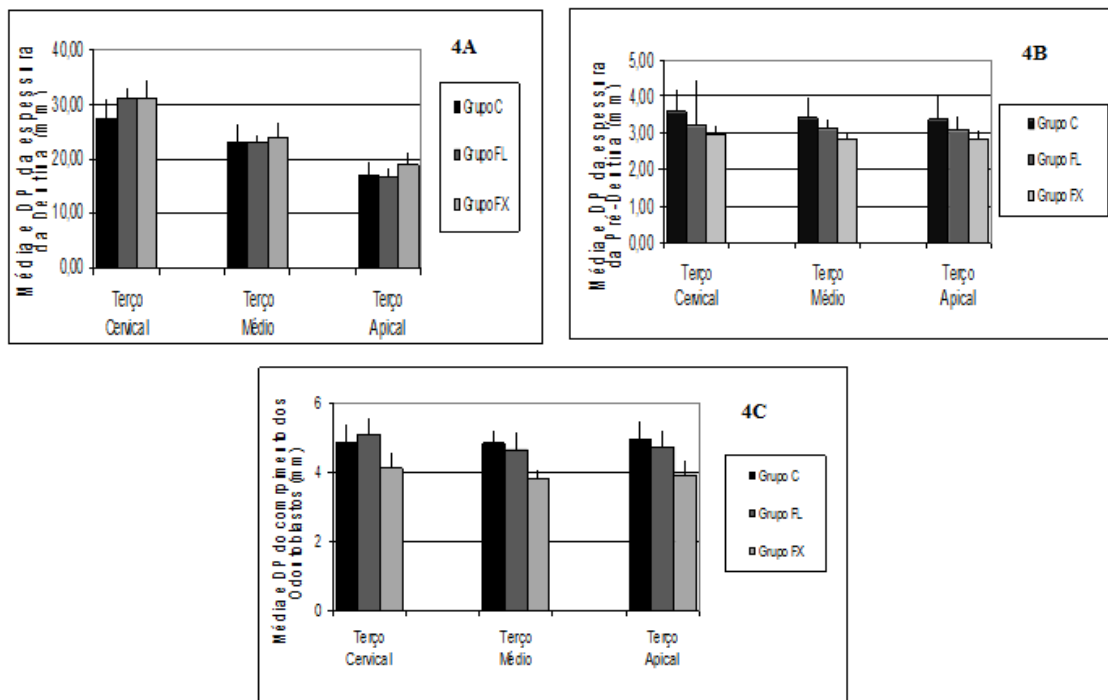 4A
Média e DP da espessura
da Dentina (mm)
40,00
30,00
20,00
10,00
0,00
Terço
Cervical
Terço
Médio
Terço
Apical
Grupo C
Grupo FL
Grupo FX
4B
Média e DP da espessura
da Pré-Dentina (mm)
5,00
4,00
3,00
2,00
1,00
0,00
Terço
Cervical
Terço
Médio
Terço
Apical
Grupo C
Grupo FL
Grupo FX
4C
Média e DP do comprimento dos
Odontoblastos (mm)
6
4
2
0
Terço
Cervical
Terço
Médio
Terço
Apical
Grupo C
Grupo FL
Grupo FX